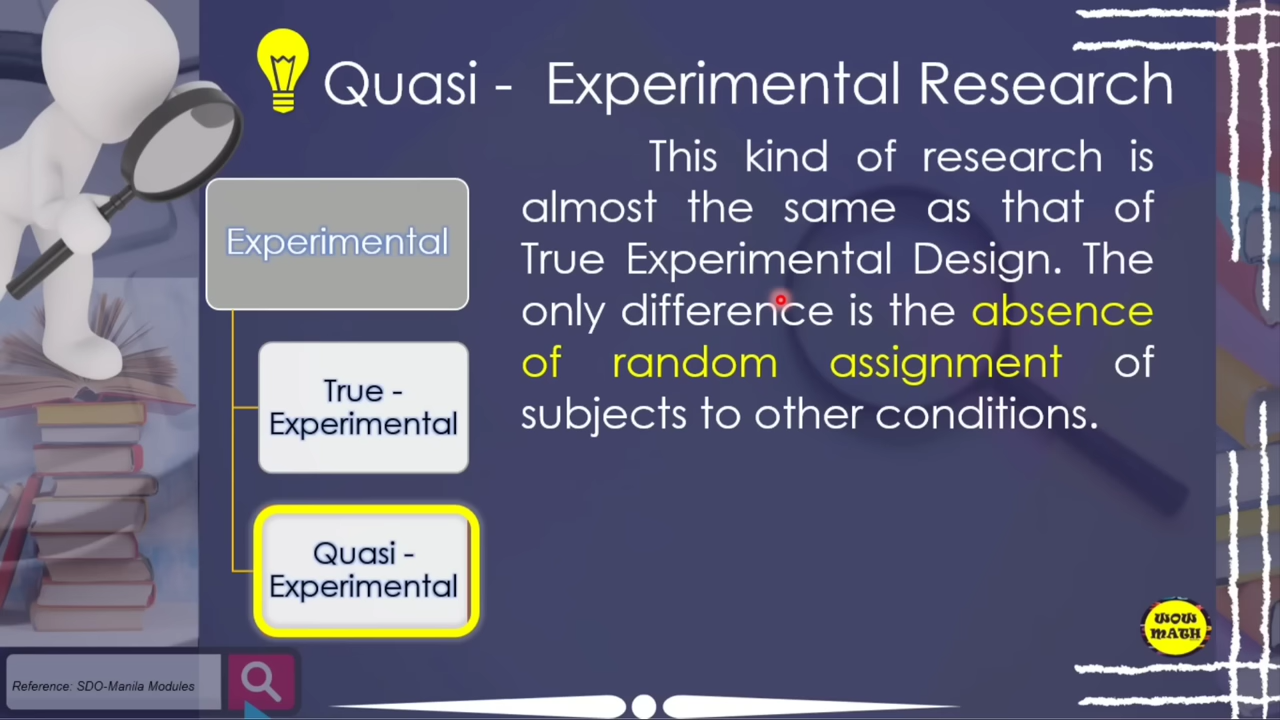 Quasi - Experimental Research
This kind of research is
almost the same as that of
True Experimental Design. The
only difference is the absence
of random assignment of
subjects to other conditions.
Experimental
True -
Experimental
Quasi -
Experimental
WOW
MATH
Reference: SDO-Manila Modules